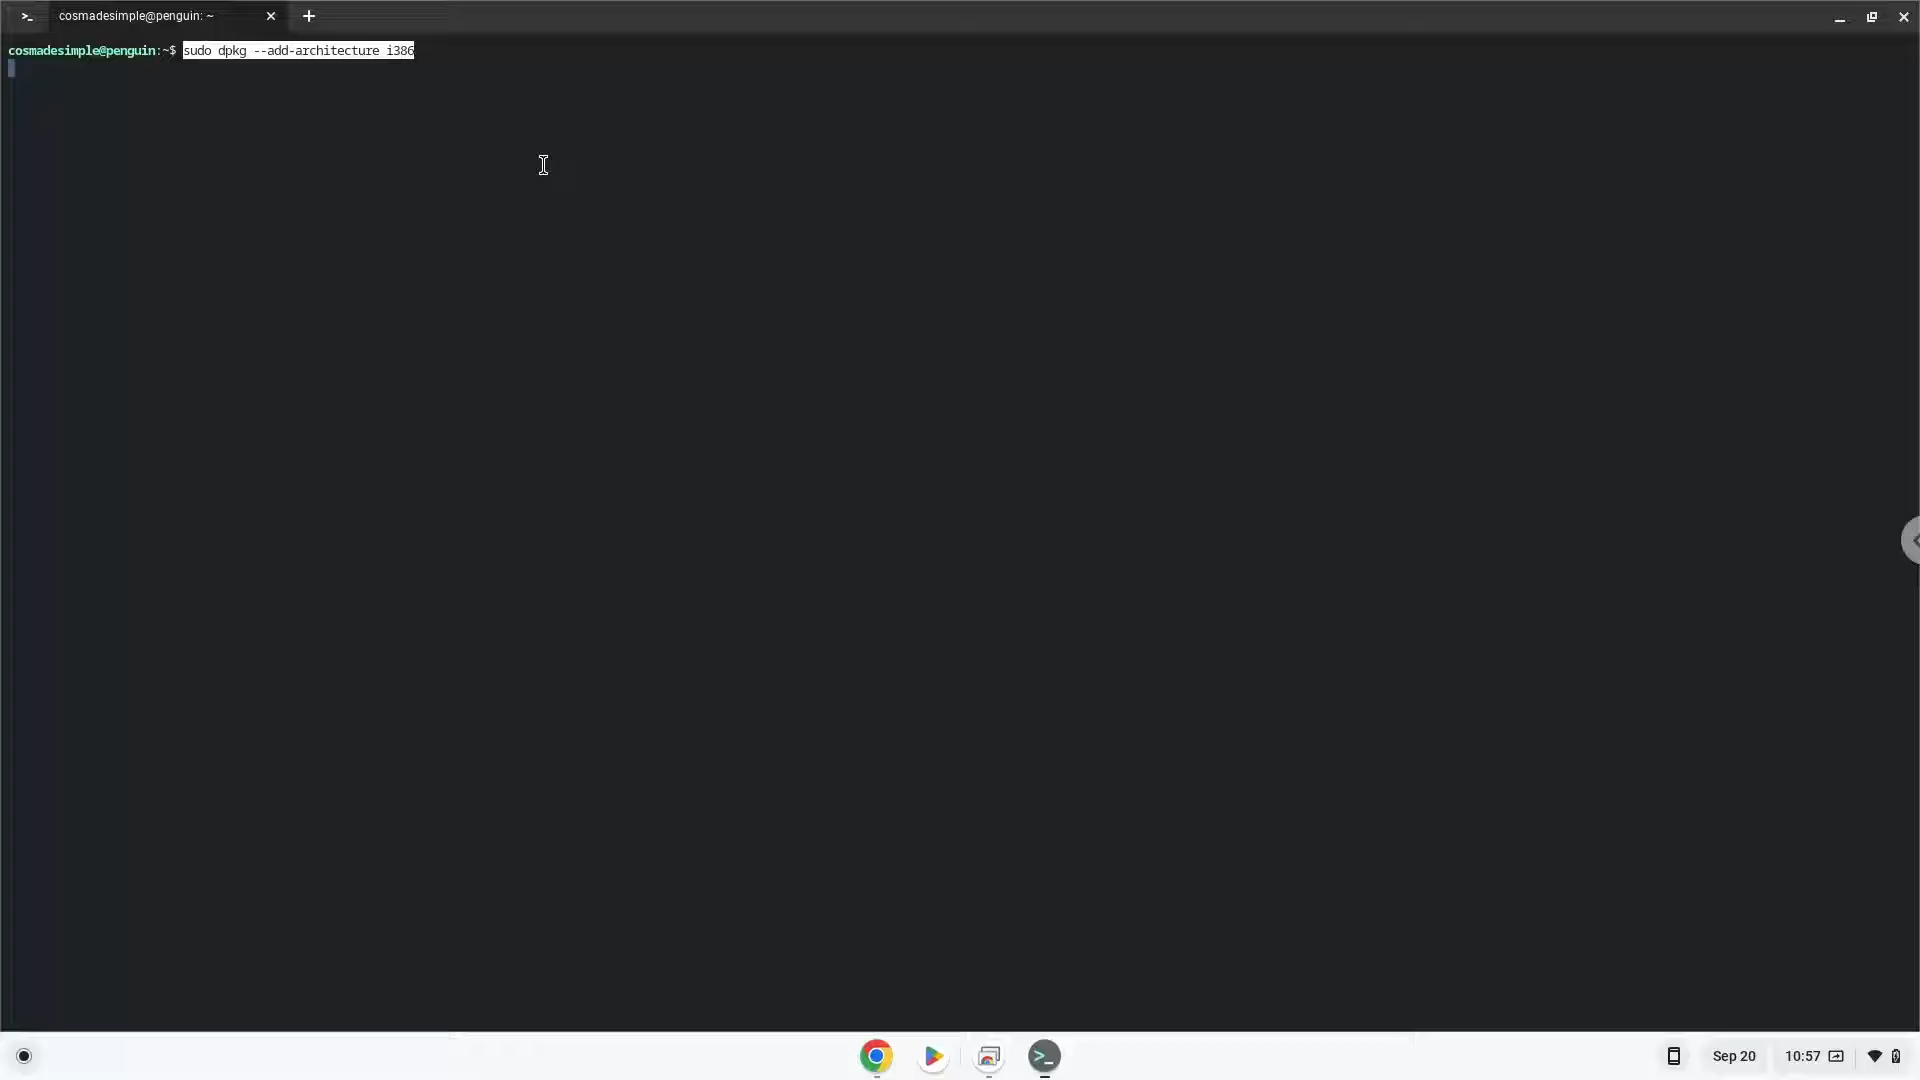 cosmadesimple@penguin: ~
cosmadesimple@penguin:~$ sudo dpkg --add-architecture i386
Sep 20
10:57